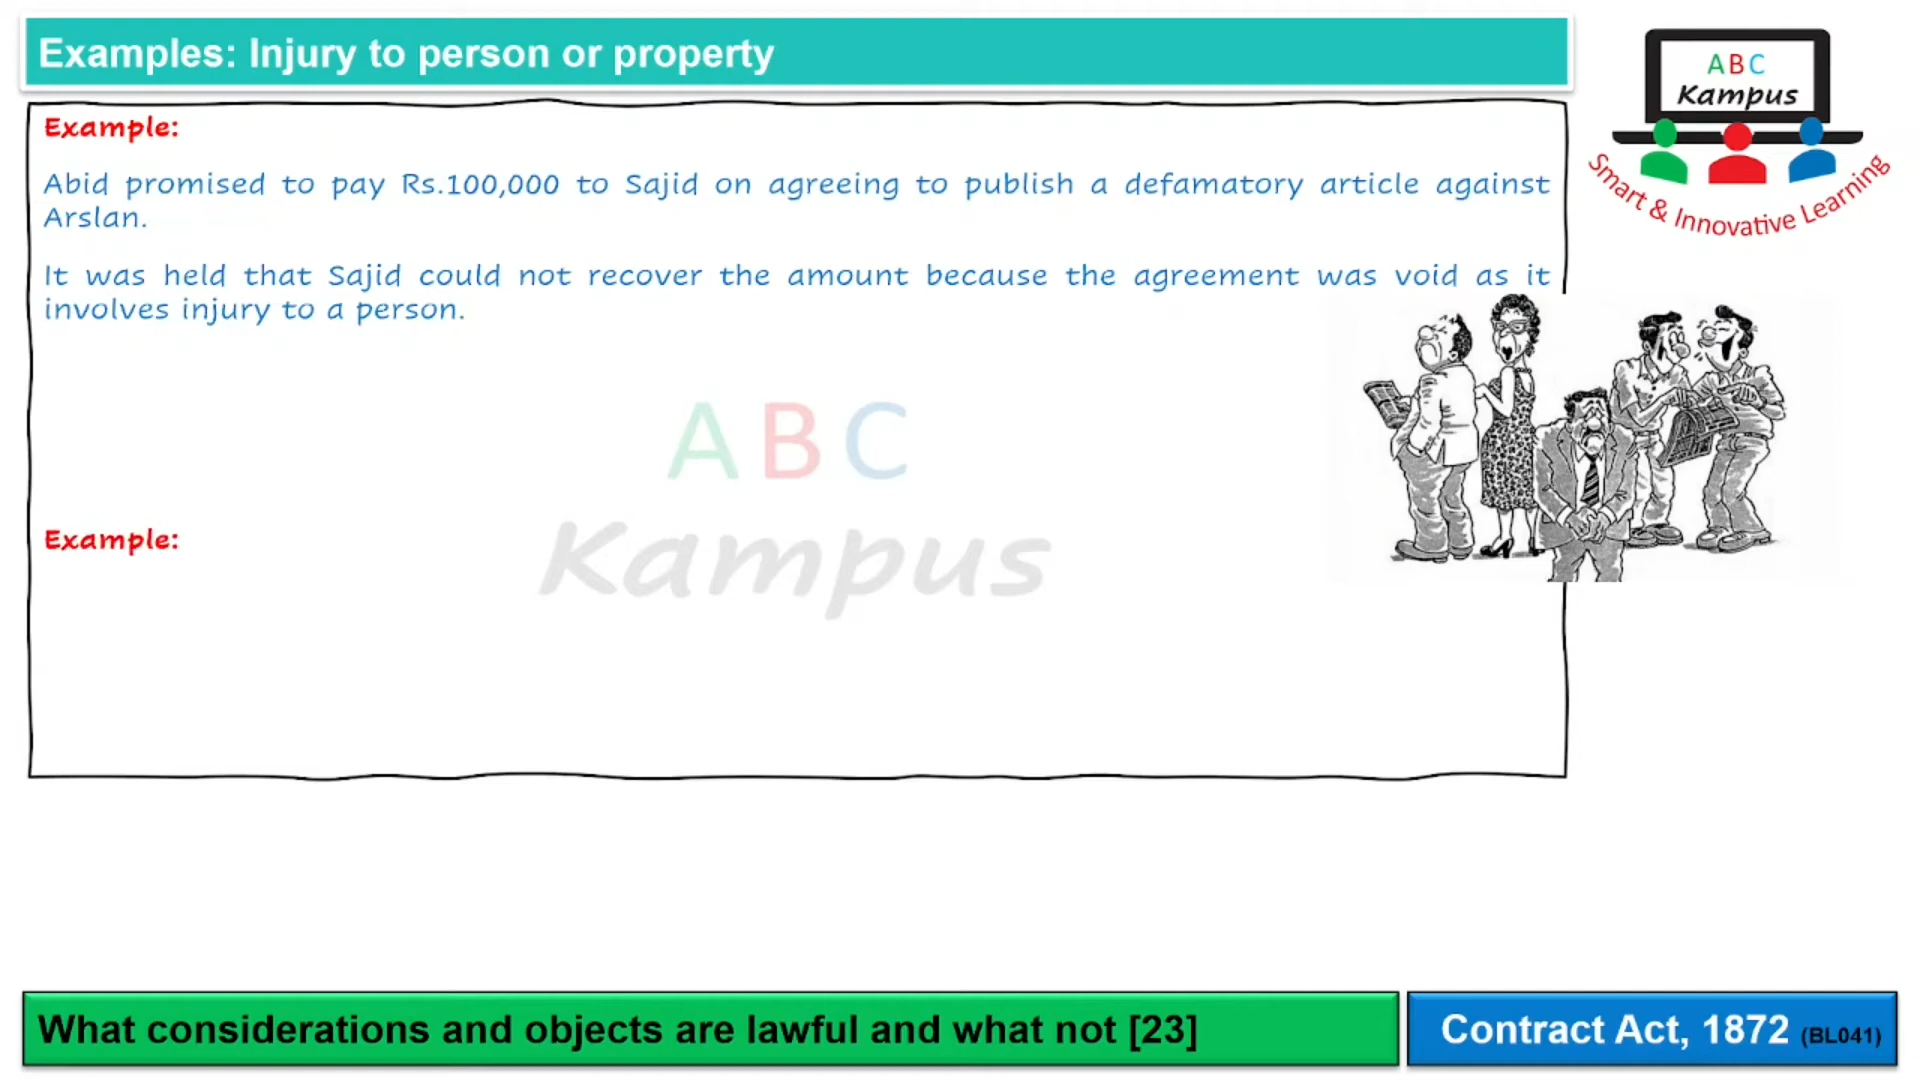 Examples: Injury to person or property
ABC
Kampus
Smart & Innovative Learning
Example:
Abid promised to pay Rs.100,000 to Sajid on agreeing to publish a defamatory article against
Arslan.
It was held that Sajid could not recover the amount because the agreement was void as it
involves injury to a person.
ABC
Kampus
Example:
What considerations and objects are lawful and what not [23]
Contract Act, 1872 (BL041)